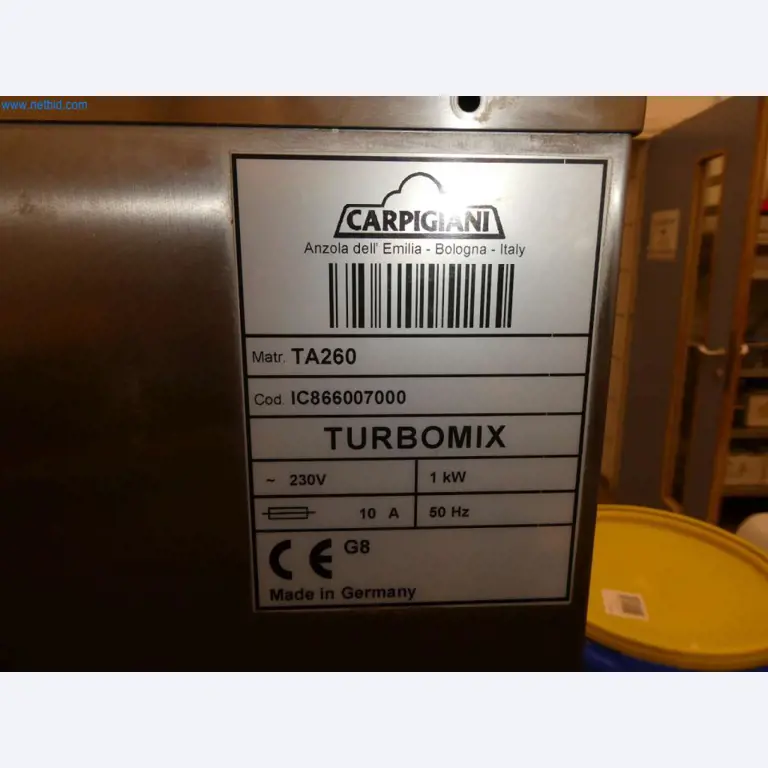 www.netbid.com
CARPIGIANI
Anzola dell' Emilia - Bologna - Italy
Matr. TA260
Cod. IC866007000
TURBOMIX
~ 230V 1 kW
10 A 50 Hz
CE G8
Made in Germany